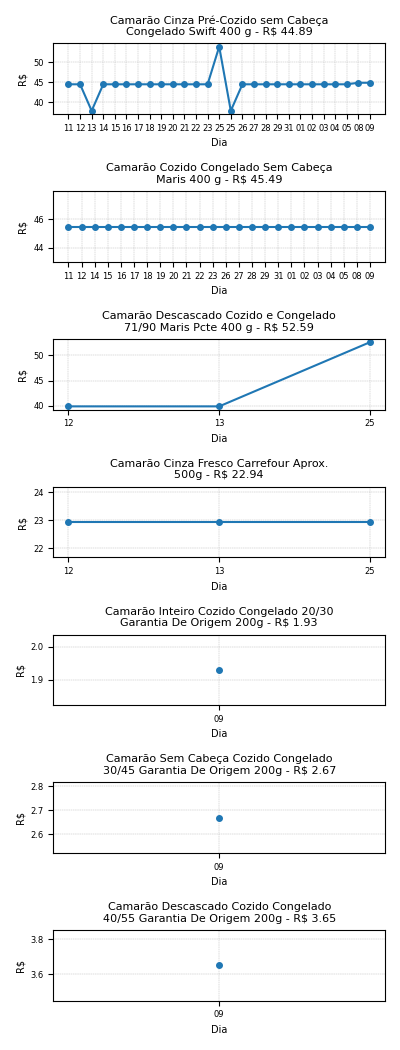 Camarão Cinza Pré-Cozido sem Cabeça
Congelado Swift 400 g - R$ 44.89
R$
50
45
40
11 12 13 14 15 16 17 18 19 20 21 22 23 25 25 26 27 28 29 31 01 02 03 04 05 08 09
Dia
Camarão Cozido Congelado Sem Cabeça
Maris 400 g - R$ 45.49
R$
46
44
11 12 14 15 16 17 18 19 20 21 22 23 26 27 28 29 31 01 02 03 04 05 08 09
Dia
Camarão Descascado Cozido e Congelado
71/90 Maris Pcte 400 g - R$ 52.59
R$
50
45
40
12 13 25
Dia
Camarão Cinza Fresco Carrefour Aprox.
500g - R$ 22.94
R$
24
23
22
12 13 25
Dia
Camarão Inteiro Cozido Congelado 20/30
Garantia De Origem 200g - R$ 1.93
R$
2.0
1.9
09
Dia
Camarão Sem Cabeça Cozido Congelado
30/45 Garantia De Origem 200g - R$ 2.67
R$
2.8
2.7
2.6
09
Dia
Camarão Descascado Cozido Congelado
40/55 Garantia De Origem 200g - R$ 3.65
R$
3.8
3.6
09
Dia